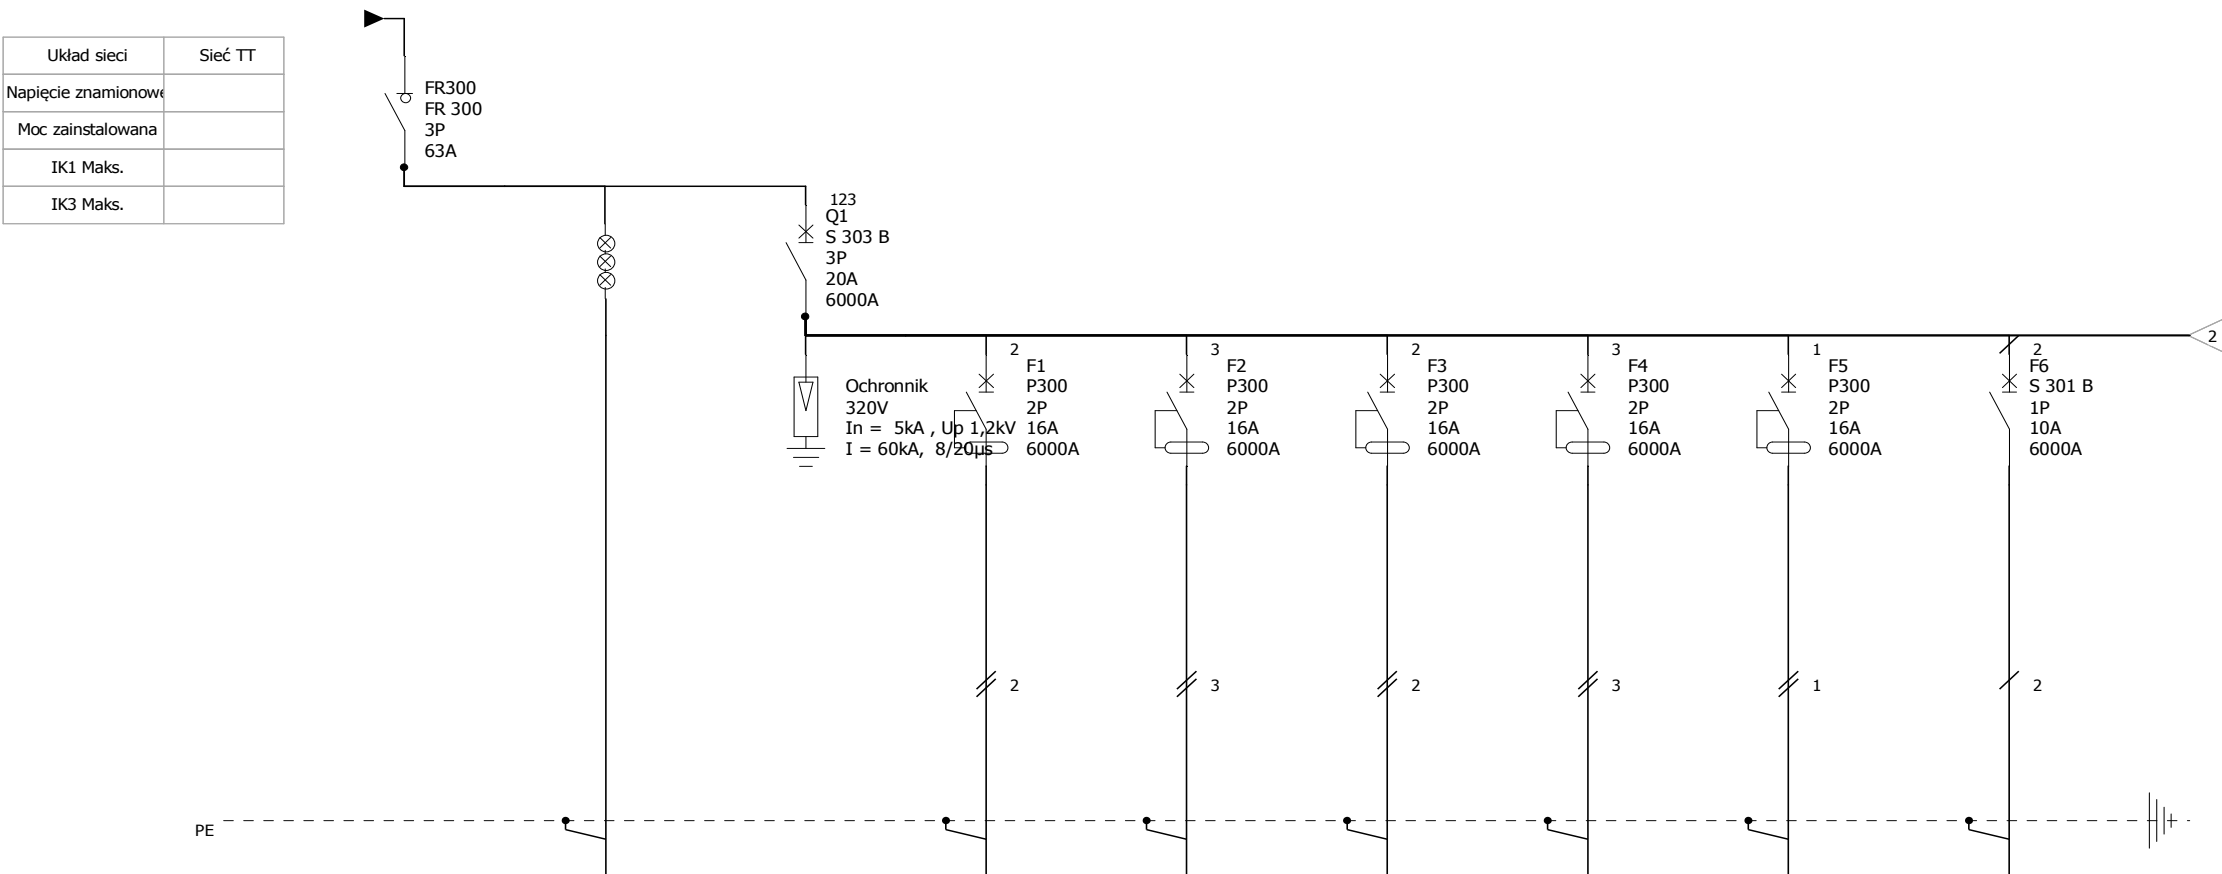 Układ sieci Sieć TT
Napięcie znamionowe
Moc zainstalowana
IK1 Maks.
IK3 Maks.
FR300
FR 300
3P
63A
123
Q1
S 303 B
3P
20A
6000A
2
Ochronnik
320V
In = 5kA , Up 1,2kV
I = 60kA, 8/20µs
2
F1
P300
2P
16A
6000A
3
F2
P300
2P
16A
6000A
2
F3
P300
2P
16A
6000A
3
F4
P300
2P
16A
6000A
1
F5
P300
2P
16A
6000A
2
F6
S 301 B
1P
10A
6000A
2 3 2 3 1 2
PE